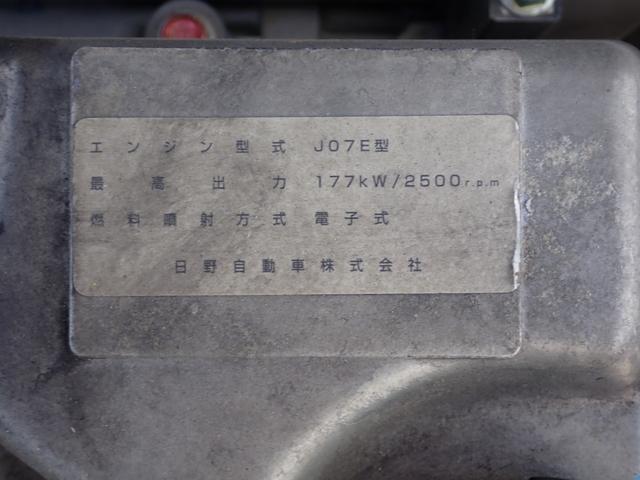 エンジン型式 J07E型
最高出力 177kW/2500r.p.m
燃料噴射方式 電子式
日野自動車株式会社